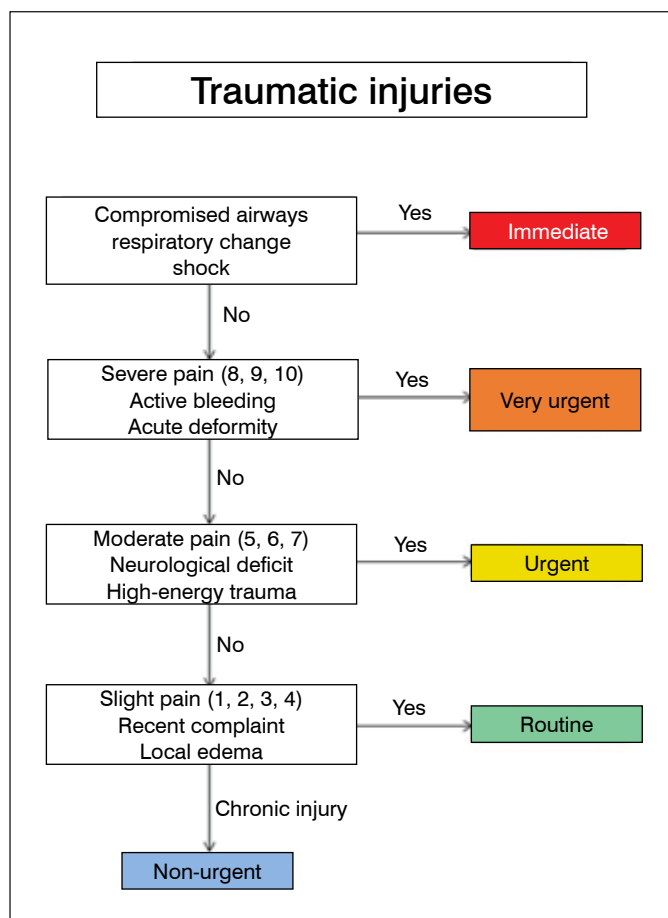 Traumatic injuries
Compromised airways
respiratory change
shock
Yes
Immediate
No
Severe pain (8, 9, 10)
Active bleeding
Acute deformity
Yes
Very urgent
No
Moderate pain (5, 6, 7)
Neurological deficit
High-energy trauma
Yes
Urgent
No
Slight pain (1, 2, 3, 4)
Recent complaint
Local edema
Yes
Routine
Chronic injury
Non-urgent